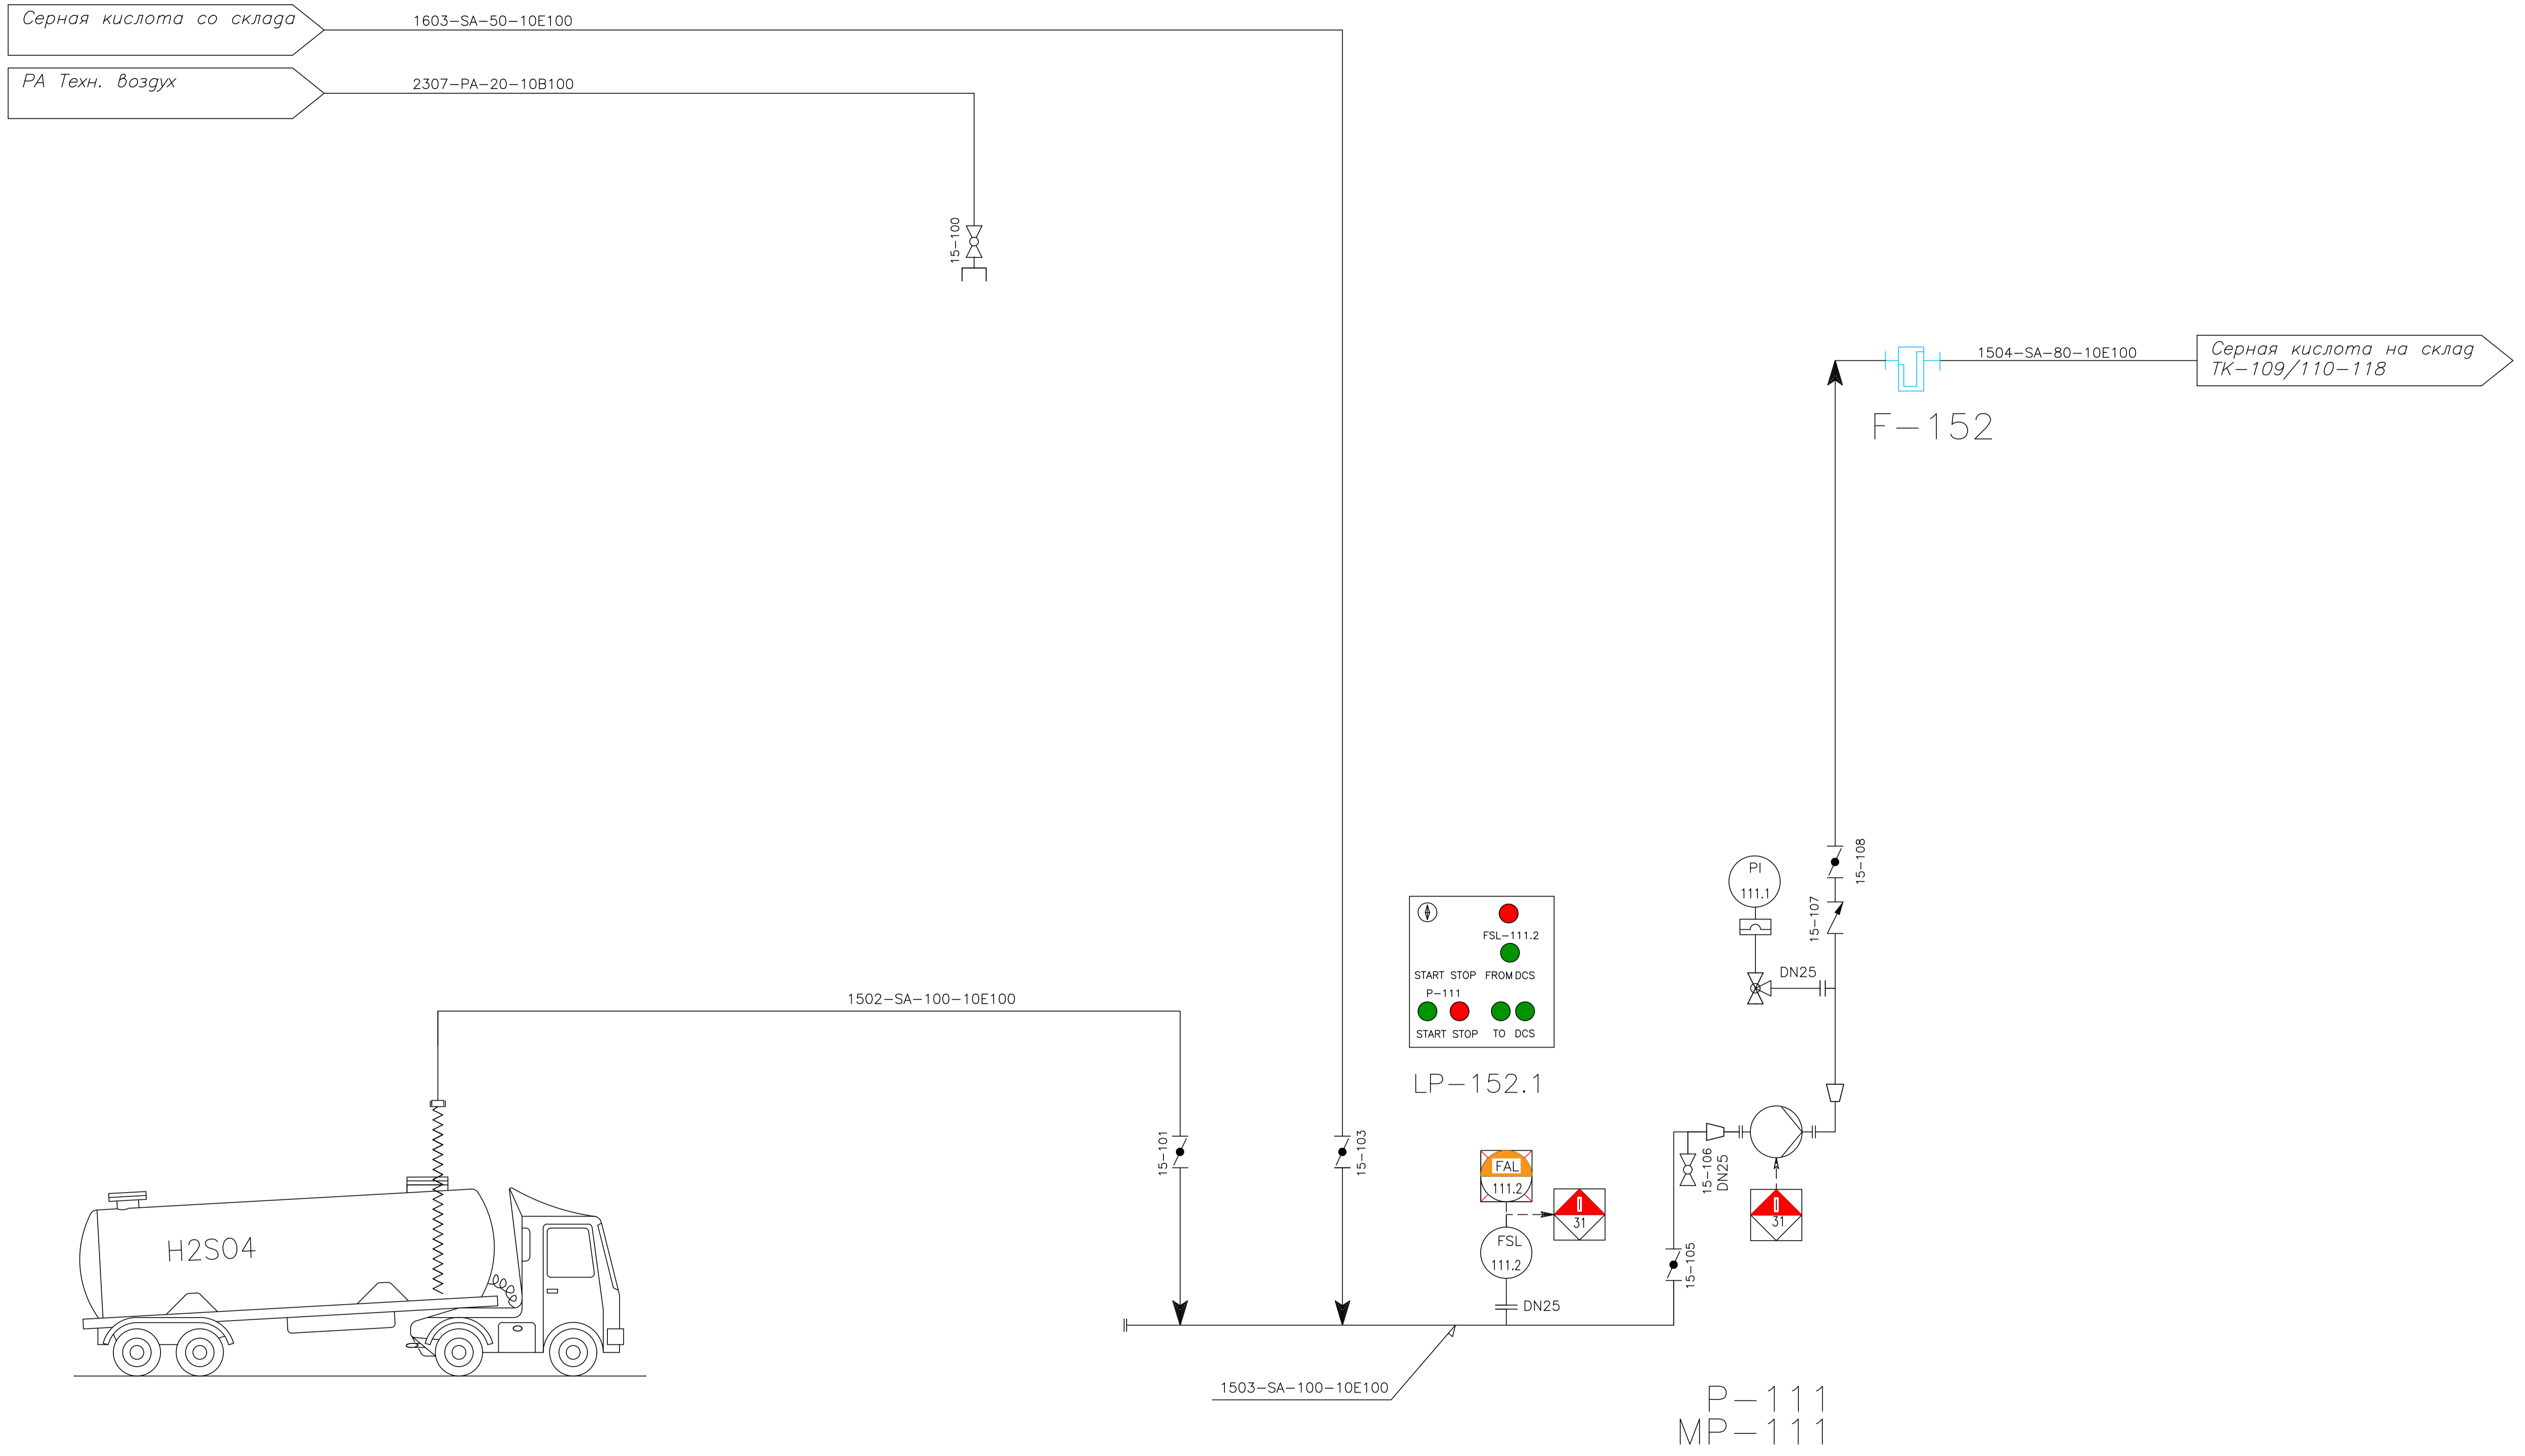 Серная кислота со склада
1603-SA-50-10E100
РА Техн. воздух
2307-PA-20-10B100
15-100
1504-SA-80-10E100
Серная кислота на склад
ТК-109/110-118
F-152
15-108
PI
111.1
15-107
DN25
FSL-111.2
START STOP FROM DCS
P-111
START STOP TO DCS
LP-152.1
1502-SA-100-10E100
15-101
15-103
15-106
DN25
FAL
111.2
I
31
I
31
FSL
111.2
15-105
H2SO4
DN25
1503-SA-100-10E100
P-111
MP-111